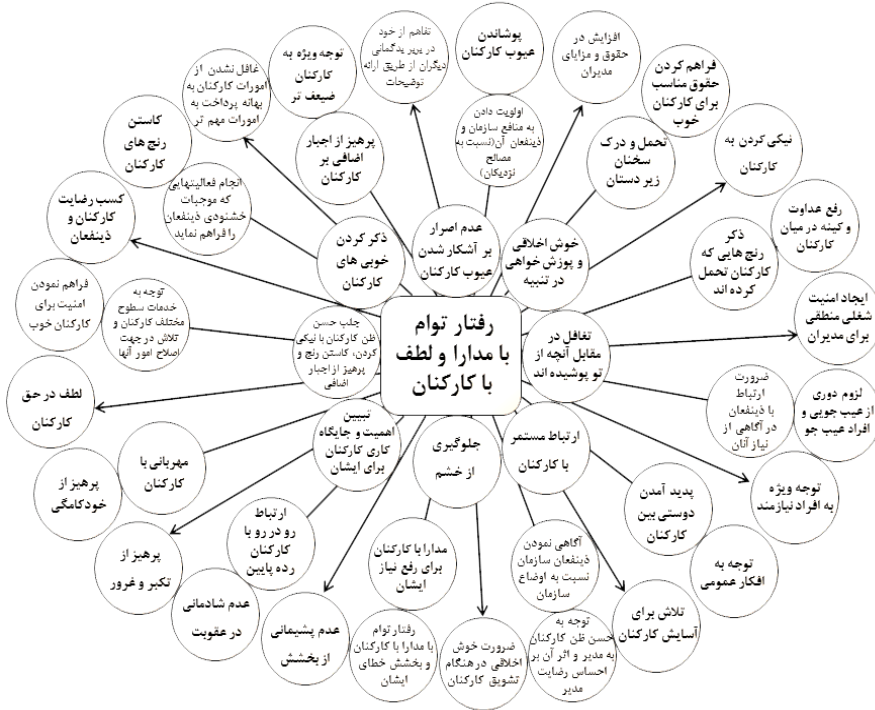 رفتار توام
با مدارا و لطف
با کارکنان
پوشاندن
عیوب کارکنان
افزایش در
حقوق و مزایای
مدیران
فراهم کردن
حقوق مناسب
برای کارکنان
خوب
نیکی کردن به
کارکنان
رفع عداوت
و کینه در میان
کارکنان
ایجاد امنیت
شغلی منطقی
برای مدیران
لزوم دوری
از عیب جویی و
افراد عیب جو
توجه ویژه
به افراد نیازمند
توجه به
افکار عمومی
تلاش برای
آسایش کارکنان
توجه به
حسن ظن کارکنان
به مدیر و اثر آن بر
احساس رضایت
مدیر
ضرورت خوش
اخلاقی در هنگام
تشویق کارکنان
رفتار توام
با مدارا با کارکنان
و بخشش خطای
ایشان
عدم پشیمانی
از بخشش
عدم شادمانی
در عقوبت
پرهیز از
تکبر و غرور
پرهیز از
خودکامگی
لطف در حق
کارکنان
فراهم نمودن
امنیت برای
کارکنان خوب
کسب رضایت
کارکنان و
ذینفعان
کاستن
رنج های
کارکنان
غافل نشدن از
امورات کارکنان به
بهانه پرداخت به
امورات مهم تر
توجه ویژه به
کارکنان
ضیعف تر
تفاهم از خود
در برابر بدگمانی
دیگران از طریق ارائه
توضیحات
اولویت دادن
به منافع سازمان و
ذینفعان آن(نسبت به
مصالح
نزدیکان)
تحمل و درک
سخنان
زیر دستان
ذکر
رنج هایی که
کارکنان تحمل
کرده اند
ضرورت
ارتباط
با ذینفعان
در آگاهی از
نیاز آنان
پدید آمدن
دوستی بین
کارکنان
آگاهی نمودن
ذینفعان سازمان
نسبت به اوضاع
سازمان
مدارا با کارکنان
برای رفع نیاز
ایشان
ارتباط
رو در رو با
کارکنان
رده پایین
مهربانی با
کارکنان
توجه به
خدمات سطوح
مختلف کارکنان و
تلاش در جهت
اصلاح امور آنها
انجام فعالیتهایی
که موجبات
خشنودی ذینفعان
را فراهم نماید
پرهیز از اجبار
اضافی بر
کارکنان
عدم اصرار
بر آشکار شدن
عیوب کارکنان
خوش اخلاقی
و پوزش خواهی
در تنبیه
تغافل در
مقابل آنچه از
تو پوشیده اند
ارتباط مستمر
با کارکنان
جلوگیری
از خشم
تبیین
اهمیت و جایگاه
کاری کارکنان
برای ایشان
جلب حسن
ظن کارکنان با نیکی
کردن، کاستن رنج و
پرهیز از اجبار
اضافی
ذکر کردن
خوبی های
کارکنان